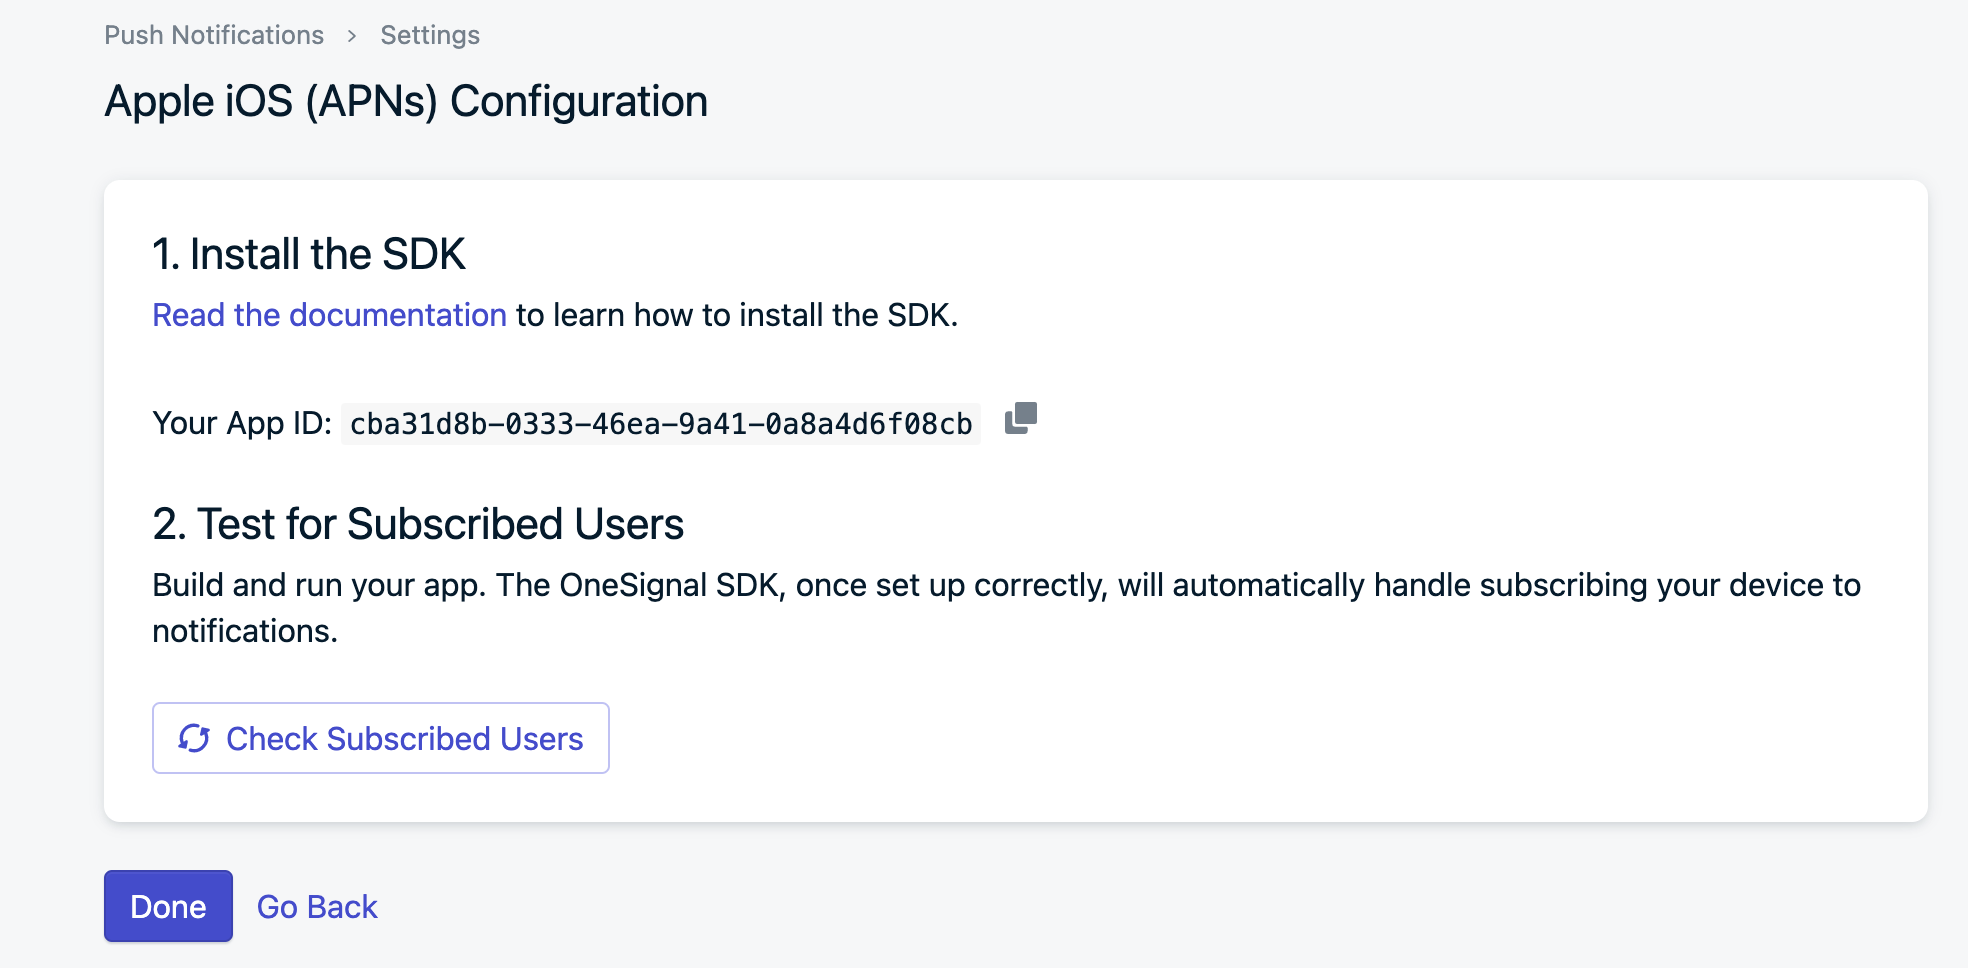 Push Notifications > Settings
Apple iOS (APNs) Configuration
1. Install the SDK
Read the documentation to learn how to install the SDK.
Your App ID: cba31d8b-0333-46ea-9a41-0a8a4d6f08cb
2. Test for Subscribed Users
Build and run your app. The OneSignal SDK, once set up correctly, will automatically handle subscribing your device to
notifications.
Check Subscribed Users
Done Go Back